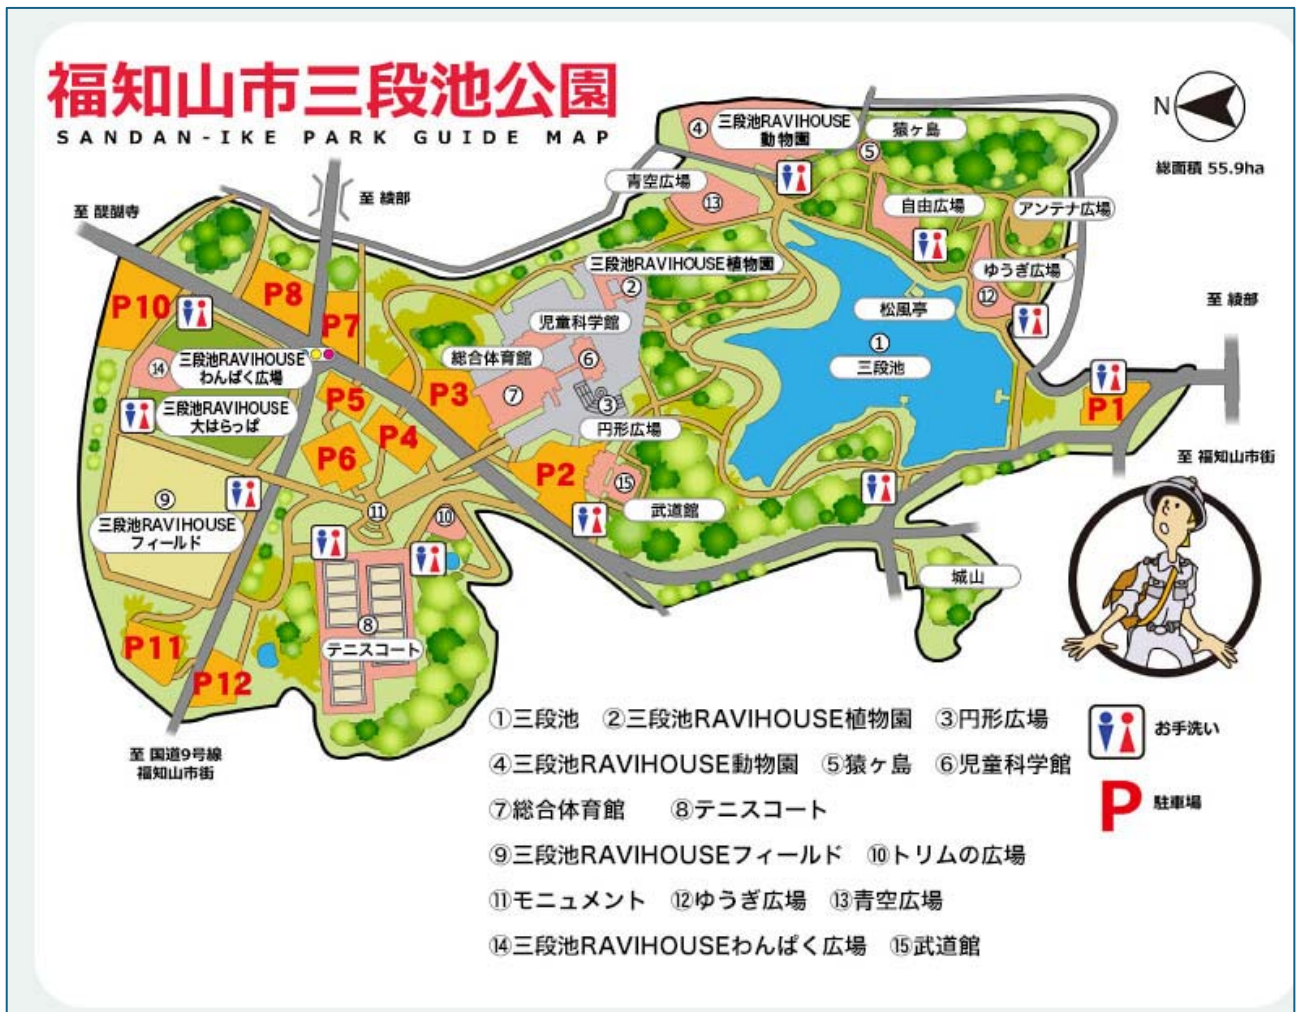 福知山市三段池公園
SANDAN-IKE PARK GUIDE MAP
N
総面積 55.9ha
④
三段池RAVIHOUSE
動物園
猿ヶ島
⑤
青空広場
⑬
自由広場
アンテナ広場
至 綾部
至 醍醐寺
三段池RAVIHOUSE植物園
②
ゆうぎ広場
⑫
P10
P8
P7
児童科学館
⑥
松風亭
①
三段池
至 綾部
総合体育館
⑦
⑭
三段池RAVIHOUSE
わんぱく広場
P5
P3
③
円形広場
P1
三段池RAVIHOUSE
大はらっぱ
P4
P6
P2
⑮
武道館
至 福知山市街
⑨
三段池RAVIHOUSE
フィールド
⑪
⑩
城山
⑧
テニスコート
P11
P12
至 国道9号線
福知山市街
①三段池 ②三段池RAVIHOUSE植物園 ③円形広場
④三段池RAVIHOUSE動物園 ⑤猿ヶ島 ⑥児童科学館
⑦総合体育館 ⑧テニスコート
⑨三段池RAVIHOUSEフィールド ⑩トリムの広場
⑪モニュメント ⑫ゆうぎ広場 ⑬青空広場
⑭三段池RAVIHOUSEわんぱく広場 ⑮武道館
お手洗い
P 駐車場